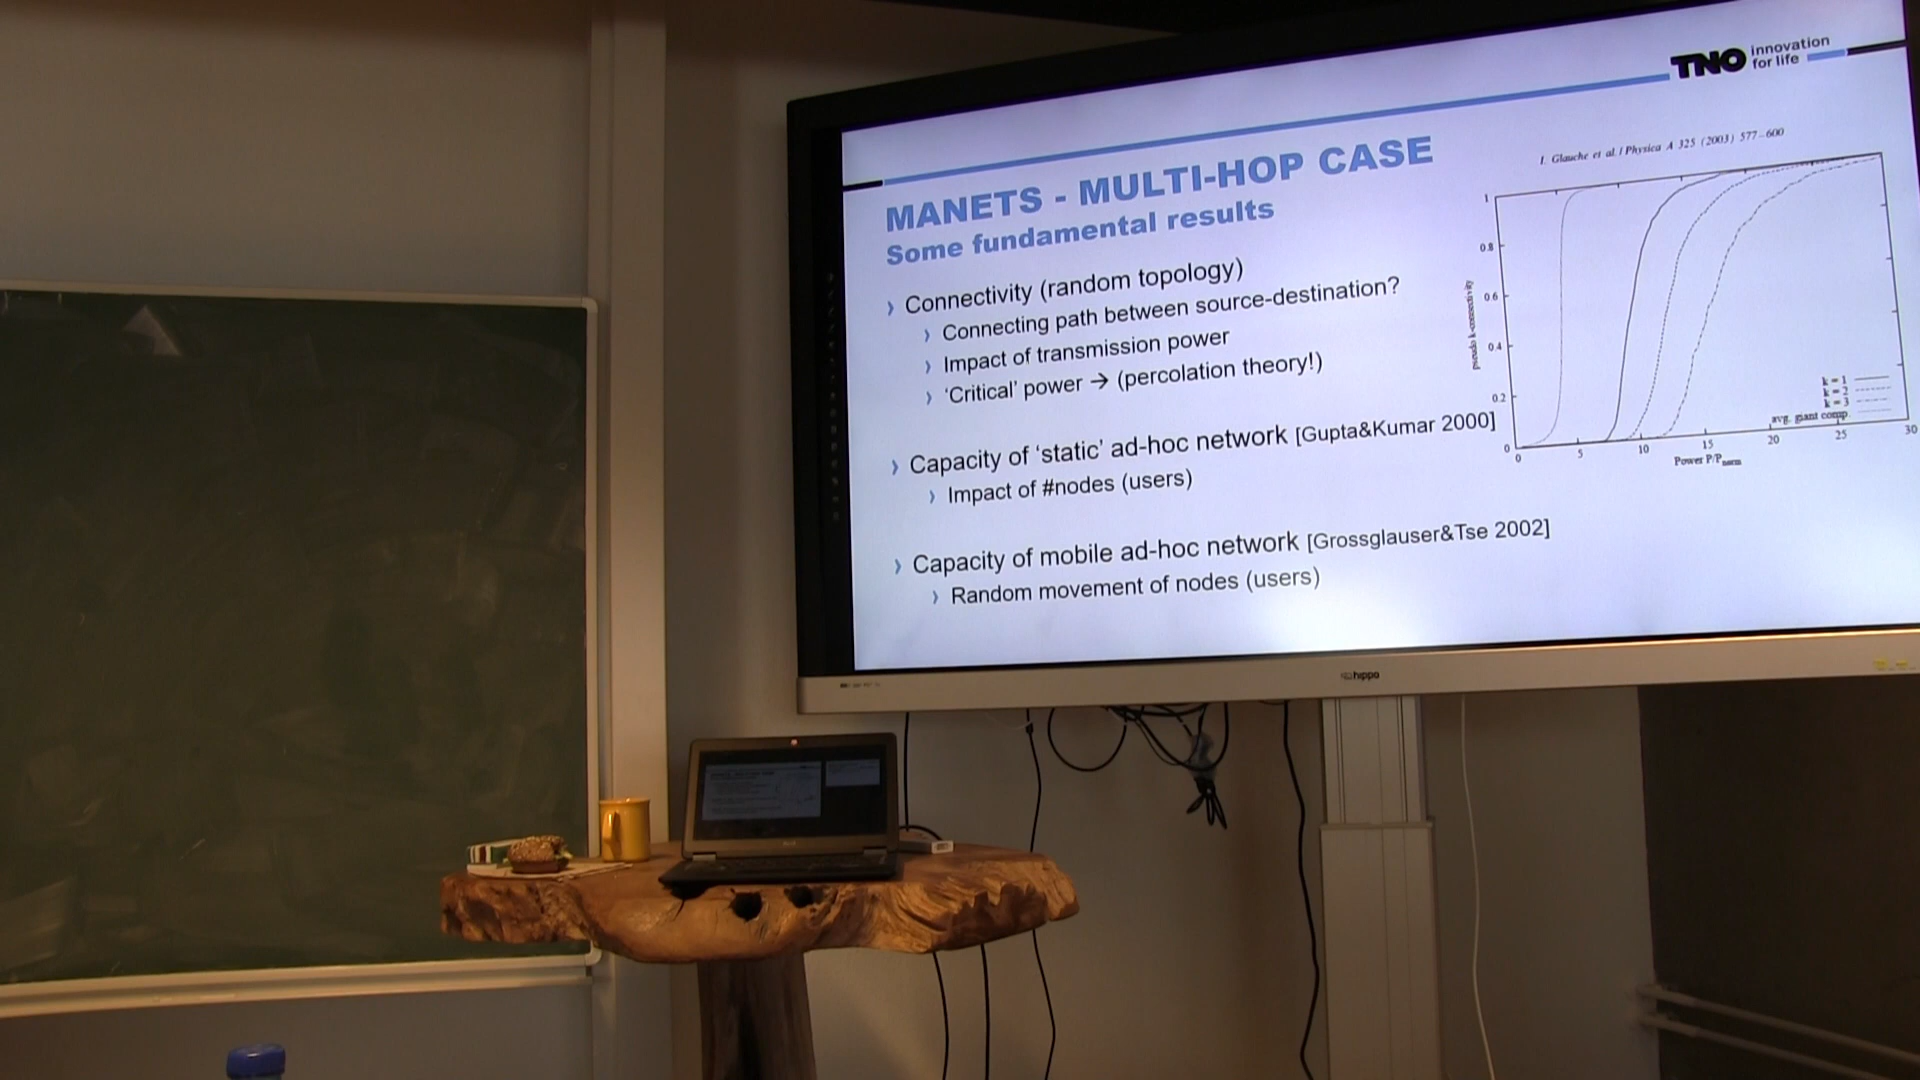 TNO innovation
for life
MANETS - MULTI-HOP CASE
Some fundamental results
› Connectivity (random topology)
› Connecting path between source-destination?
› Impact of transmission power
› ‘Critical’ power → (percolation theory!)
› Capacity of ‘static’ ad-hoc network [Gupta&Kumar 2000]
› Impact of #nodes (users)
› Capacity of mobile ad-hoc network [Grossglauser&Tse 2002]
› Random movement of nodes (users)
I. Glauche et al. / Physica A 325 (2003) 577–600
1
0.8
0.6
0.4
0.2
0
pseudo k-connectivity
k = 1
k = 2
k = 3
avg. giant comp.
0 5 10 15 20 25 30
Power P/Pnorm
hippo